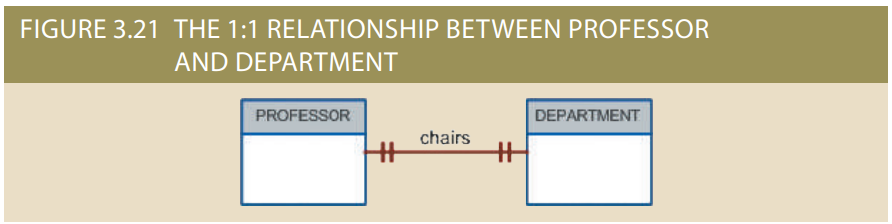 FIGURE 3.21 THE 1:1 RELATIONSHIP BETWEEN PROFESSOR
AND DEPARTMENT
PROFESSOR
DEPARTMENT
chairs